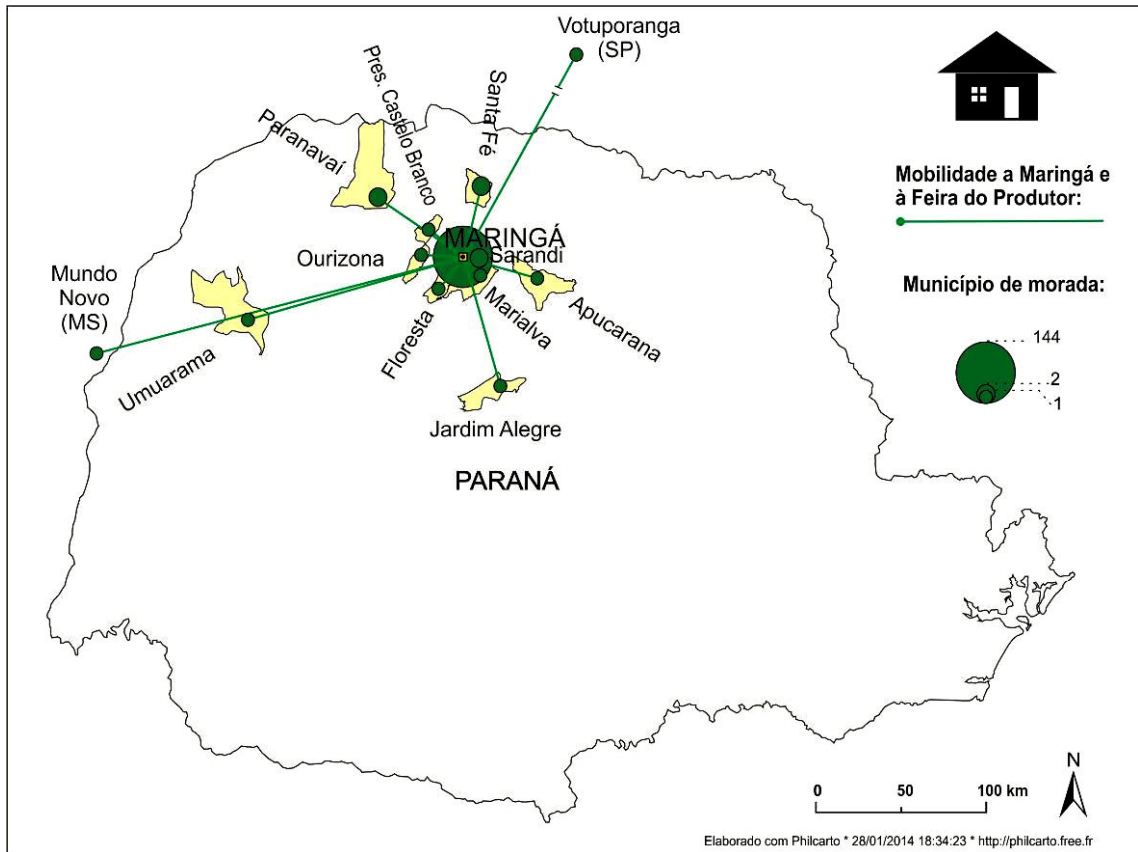 Votuporanga
(SP)
Pres. Castelo Branco
Santa Fé
Paranavaí
Mobilidade a Maringá e
à Feira do Produtor:
MARINGÁ
Sarandi
Ourizona
Mundo
Novo
(MS)
Umuarama
Floresta
Marialva
Apucarana
Município de morada:
144
2
1
Jardim Alegre
PARANÁ
N
0 50 100 km
Elaborado com Philcarto * 28/01/2014 18:34:23 * http://philcarto.free.fr